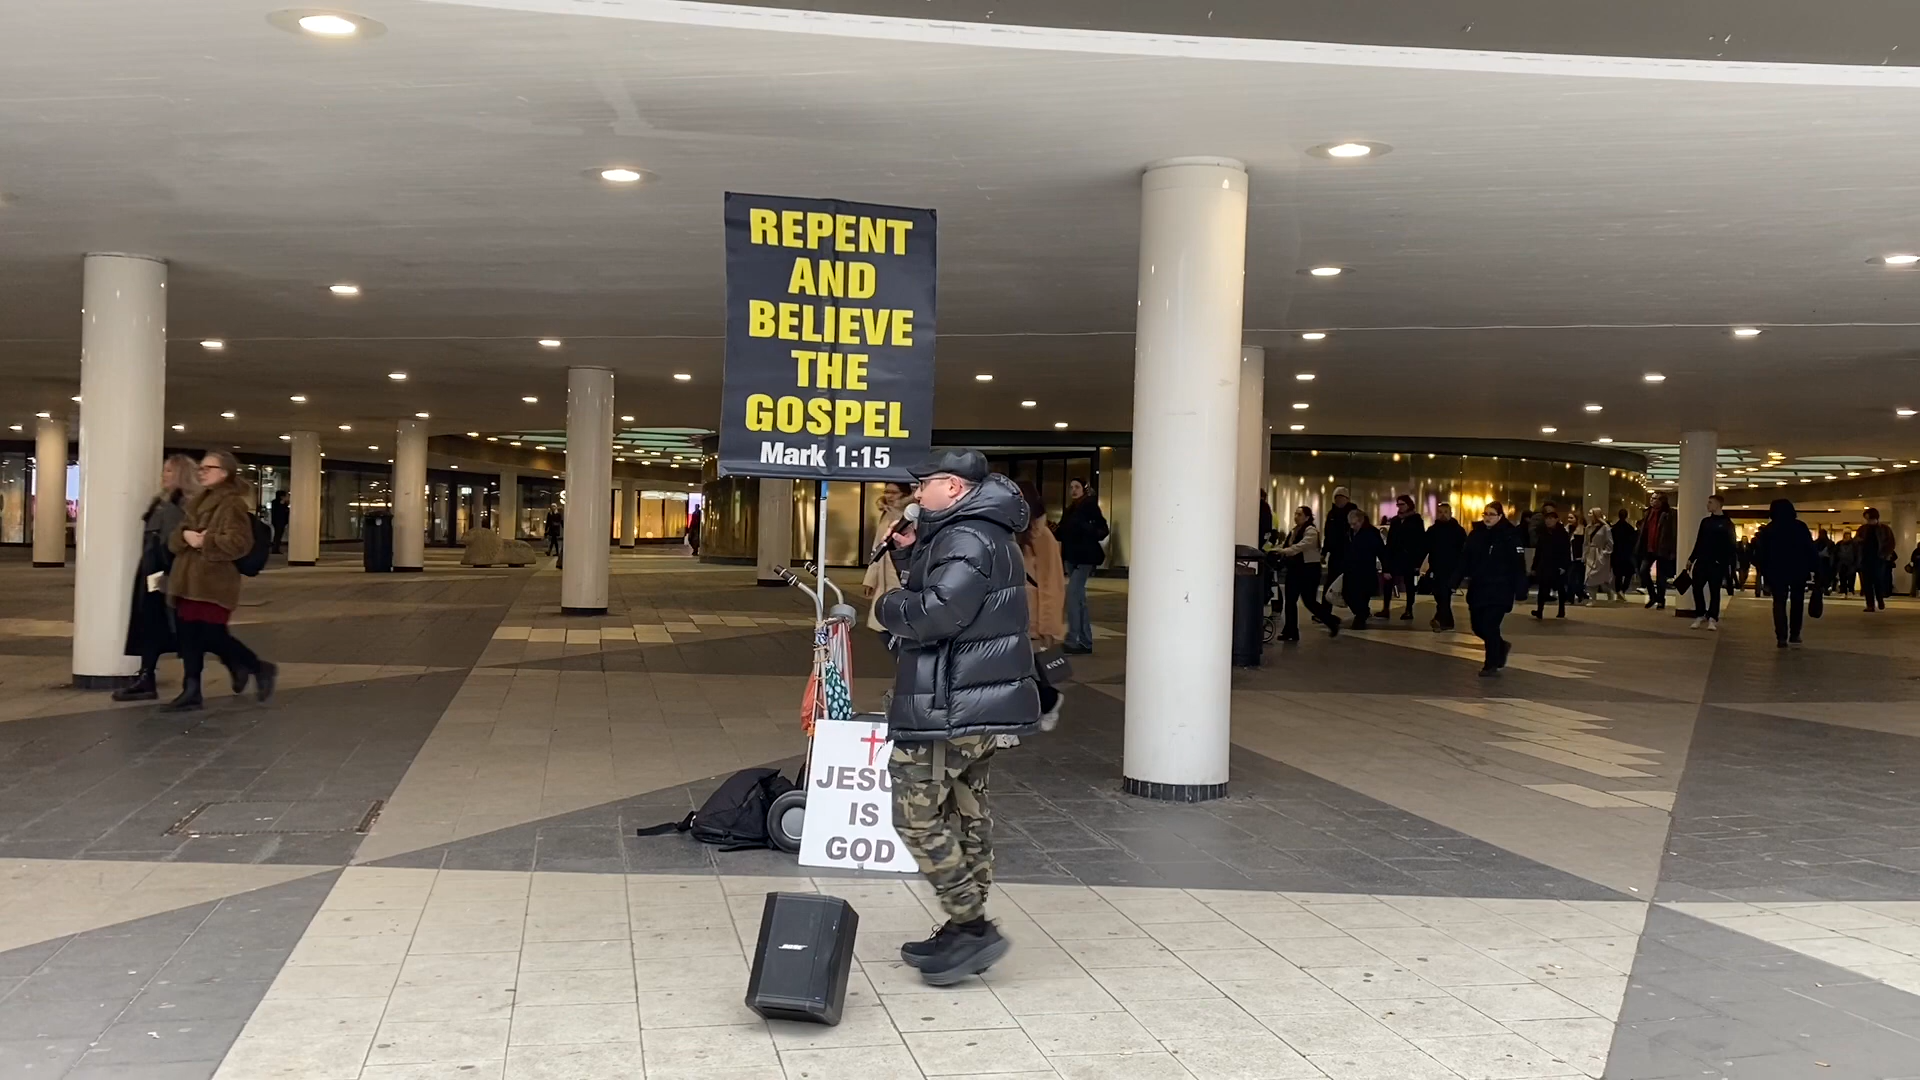 REPENT
AND
BELIEVE
THE
GOSPEL
Mark 1:15
JESU
IS
GOD
BOSE